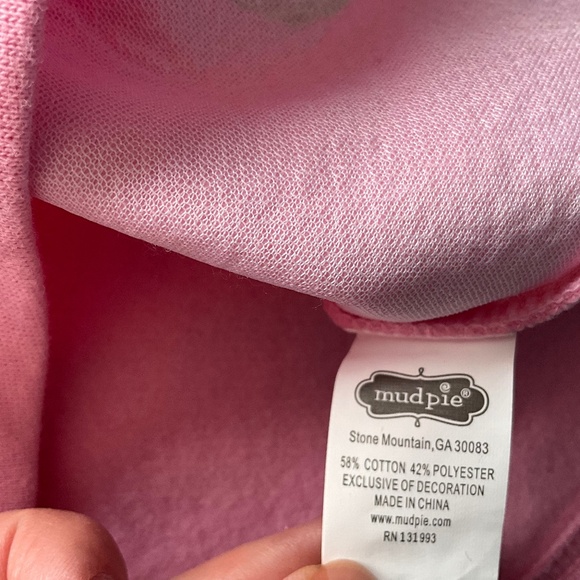 mudpie®
Stone Mountain,GA 30083
58% COTTON 42% POLYESTER
EXCLUSIVE OF DECORATION
MADE IN CHINA
www.mudpie.com
RN 131993